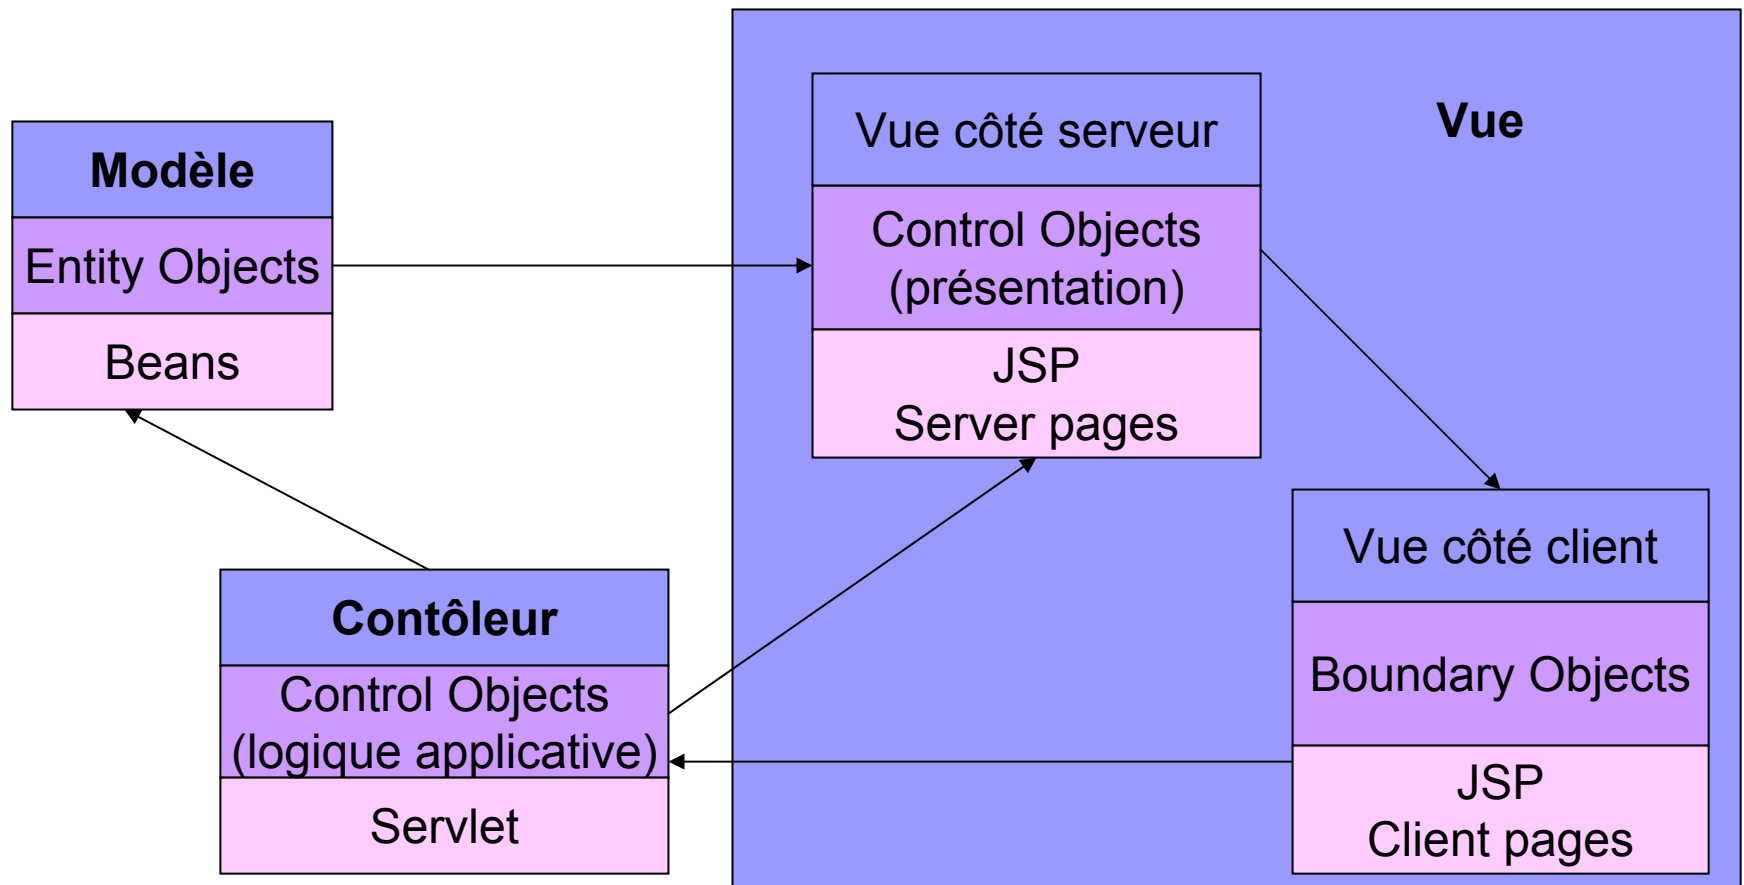 Modèle
Entity Objects
Beans
Vue
Vue côté serveur
Control Objects
(présentation)
JSP
Server pages
Contôleur
Control Objects
(logique applicative)
Servlet
Vue côté client
Boundary Objects
JSP
Client pages